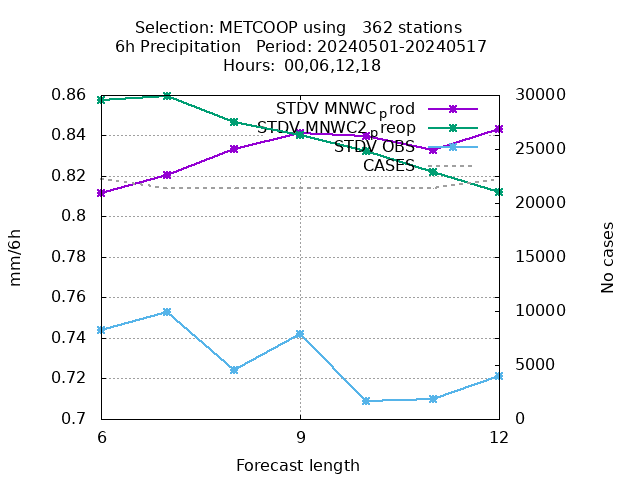 Selection: METCOOP using   362 stations
6h Precipitation   Period: 20240501-20240517
Hours: 00,06,12,18
0.86
0.84
0.82
0.8
0.78
0.76
0.74
0.72
0.7
mm/6h
30000
25000
20000
15000
10000
5000
0
No cases
STDV MNWC_prod
STDV MNWC2_preop
STDV OBS
CASES
6
9
12
Forecast length